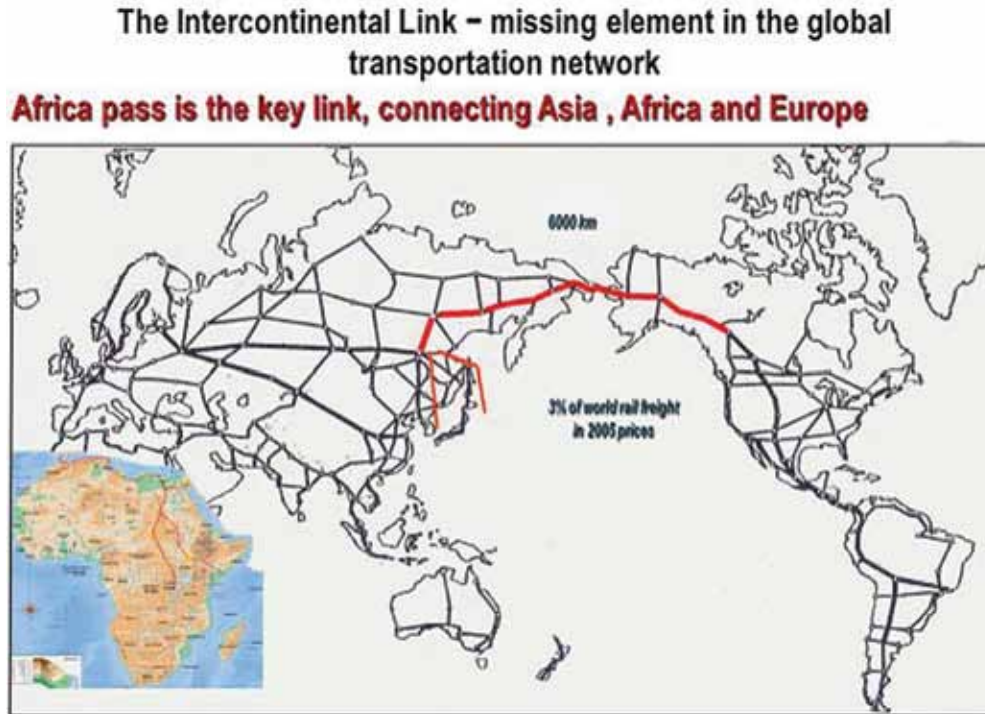 The Intercontinental Link – missing element in the global
transportation network
Africa pass is the key link, connecting Asia , Africa and Europe
6000 km
3% of world rail freight
in 2005 prices